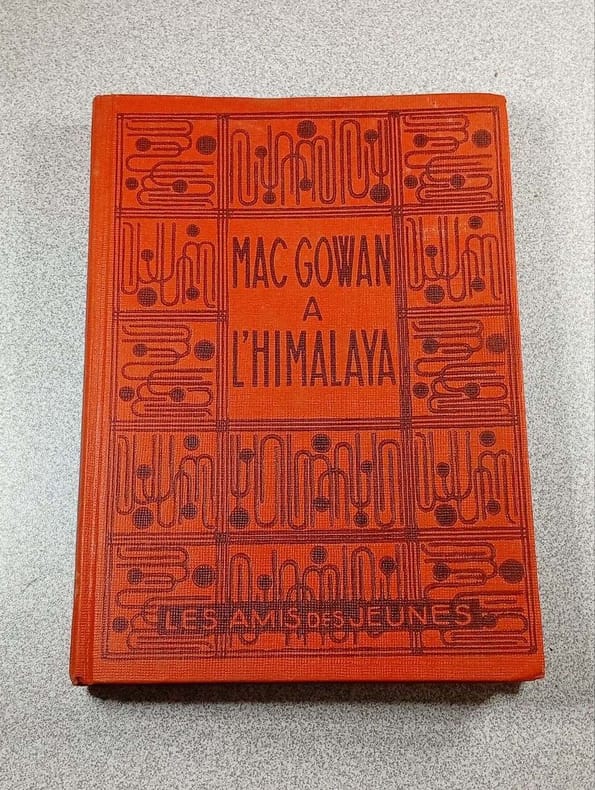 MAC GOWAN
A
L'HIMALAYA
LES AMIS DES JEUNES